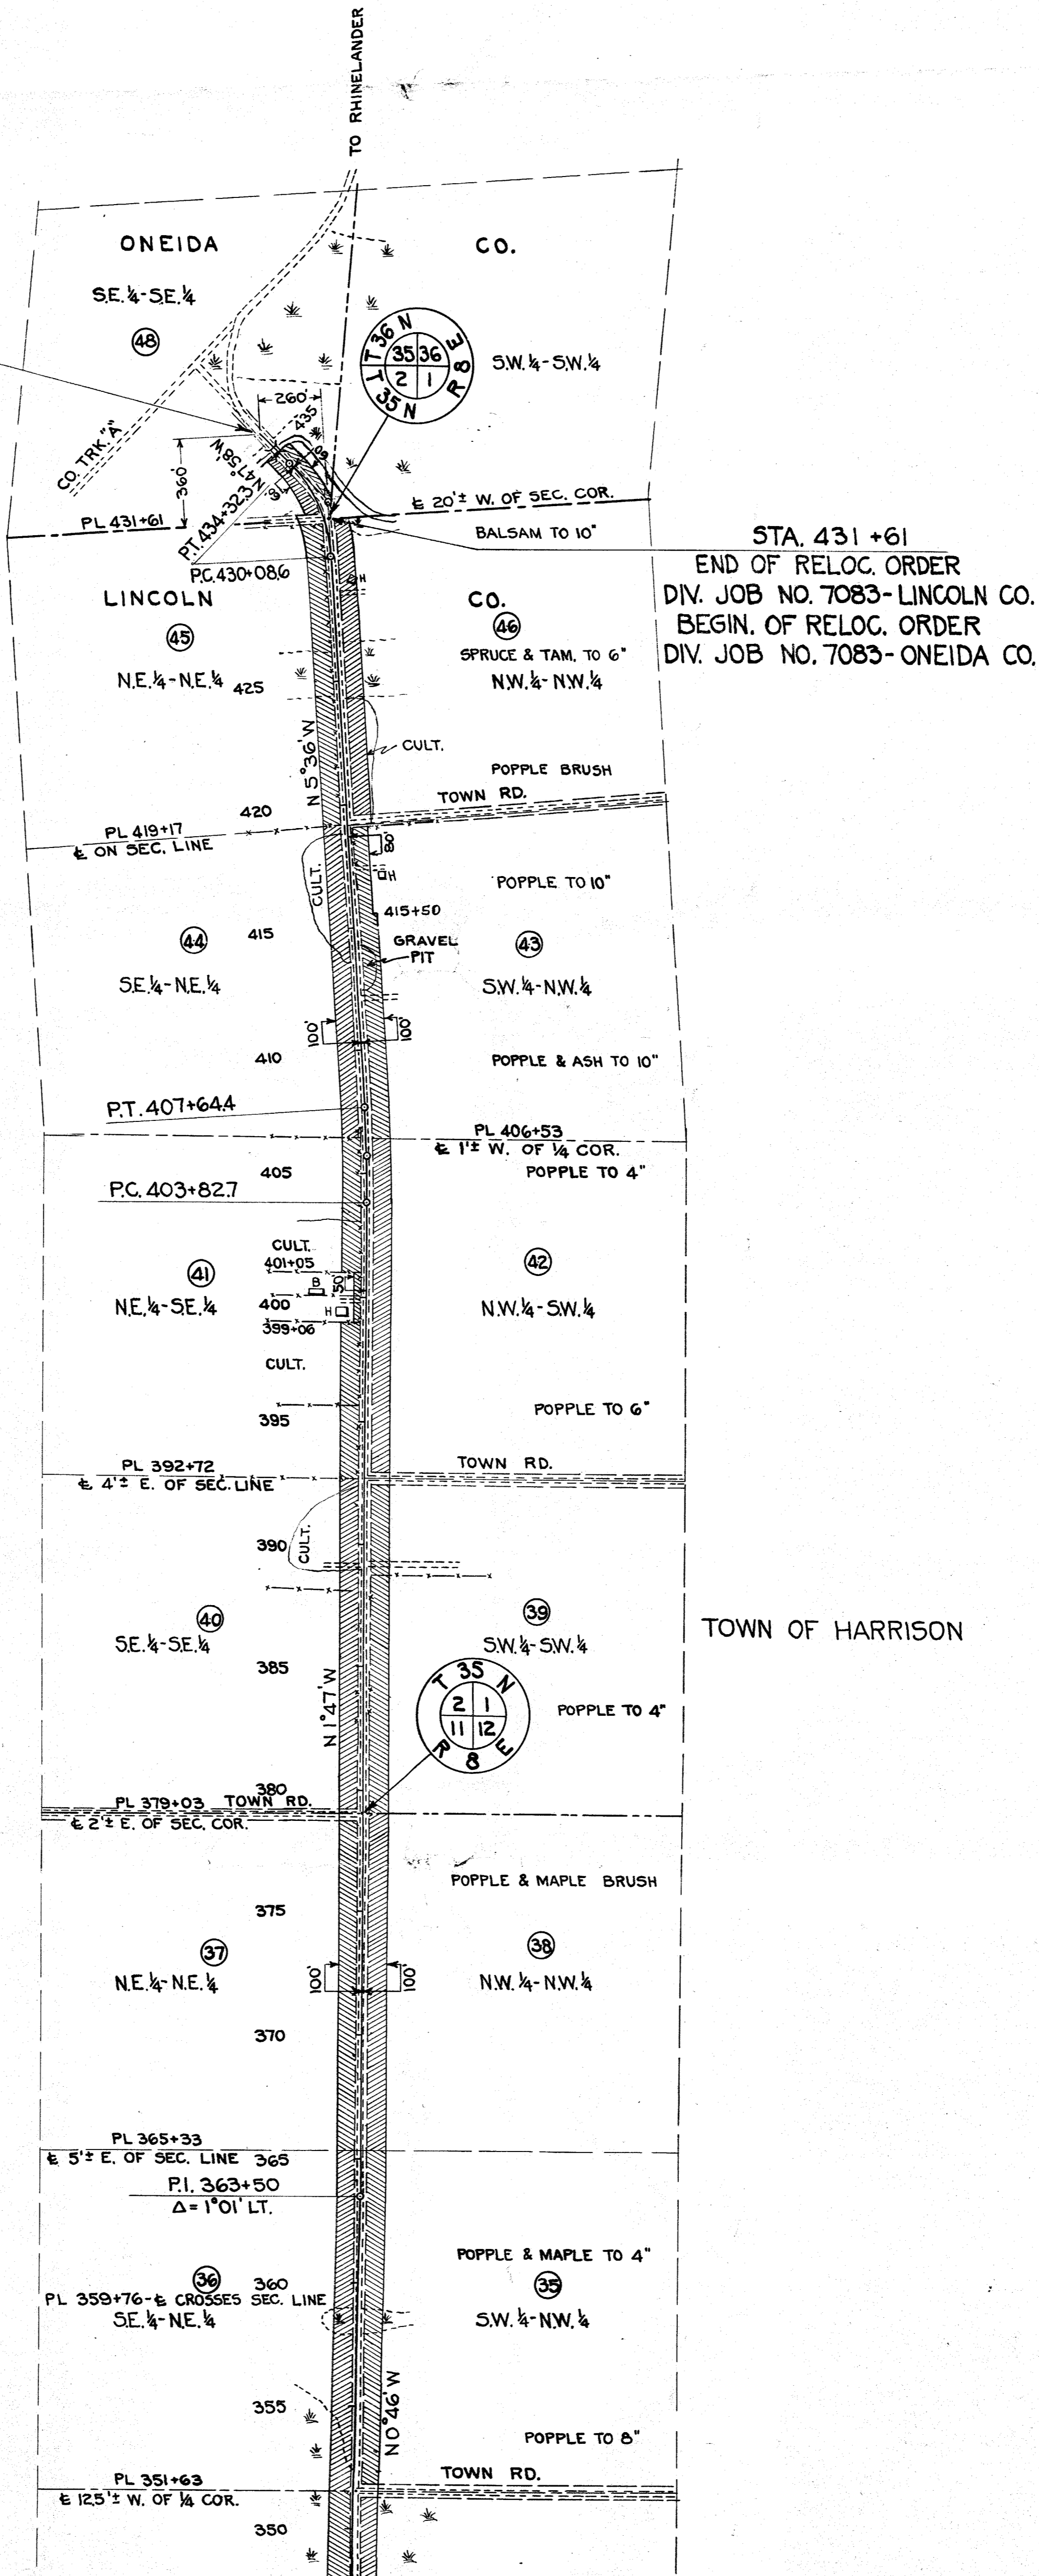 TO RHINELANDER
ONEIDA CO.
S.E.¼-S.E.¼
48
T 36 N
35 36
2 1
T 35 N
R 8 E
S.W.¼-S.W.¼
260'
435
60
CO. TRK. "A"
360'
N47°58'W
P.T. 434+32.3
℄ 20'± W. OF SEC. COR.
PL 431+61
BALSAM TO 10"
STA. 431+61
END OF RELOC. ORDER
DIV. JOB NO. 7083-LINCOLN CO.
BEGIN. OF RELOC. ORDER
DIV. JOB NO. 7083-ONEIDA CO.
P.C. 430+08.6
H
LINCOLN CO.
45
46
SPRUCE & TAM. TO 6"
N.E.¼-N.E.¼
425
N.W.¼-N.W.¼
N 5°36'W
CULT.
POPPLE BRUSH
TOWN RD.
420
PL 419+17
℄ ON SEC. LINE
80'
CULT.
H
POPPLE TO 10"
415+50
44
415
GRAVEL
PIT
43
S.E.¼-N.E.¼
S.W.¼-N.W.¼
100'
100'
410
POPPLE & ASH TO 10"
P.T. 407+64.4
PL 406+53
℄ 1'± W. OF ¼ COR.
405
POPPLE TO 4"
P.C. 403+82.7
CULT.
401+05
41
B
50
42
N.E.¼-S.E.¼
400
H
N.W.¼-S.W.¼
399+06
CULT.
395
POPPLE TO 6"
PL 392+72
TOWN RD.
℄ 4'± E. OF SEC. LINE
390
CULT.
40
39
S.E.¼-S.E.¼
S.W.¼-S.W.¼
TOWN OF HARRISON
385
N 1°47'W
T 35 N
2 1
11 12
R 8 E
POPPLE TO 4"
380
PL 379+03 TOWN RD.
℄ 2'± E. OF SEC. COR.
POPPLE & MAPLE BRUSH
375
37
38
N.E.¼-N.E.¼
100'
100'
N.W.¼-N.W.¼
370
PL 365+33
℄ 5'± E. OF SEC. LINE
365
P.I. 363+50
Δ=1°01' LT.
POPPLE & MAPLE TO 4"
36
360
35
PL 359+76-℄ CROSSES SEC. LINE
S.E.¼-N.E.¼
S.W.¼-N.W.¼
N 0°46'W
355
POPPLE TO 8"
PL 351+63
TOWN RD.
℄ 12.5'± W. OF ¼ COR.
350